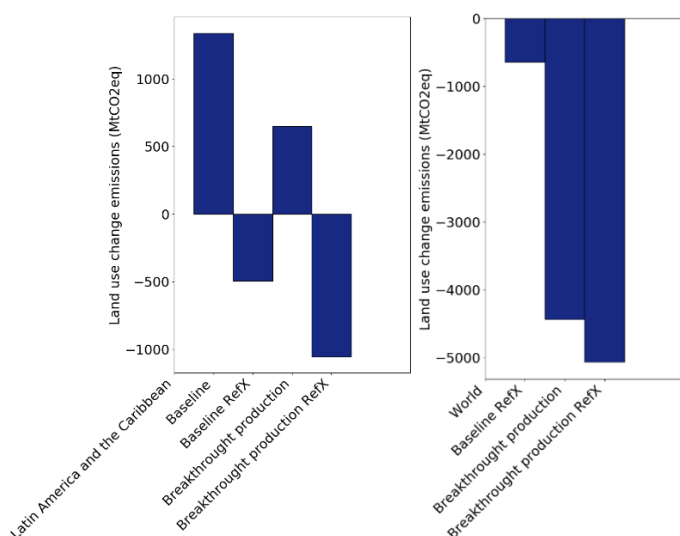 Land use change emissions (MtCO2eq)
1000
500
0
−500
−1000
Latin America and the Caribbean
Baseline
Baseline RefX
Breakthrought production
Breakthrought production RefX
Land use change emissions (MtCO2eq)
0
−1000
−2000
−3000
−4000
−5000
World
Baseline RefX
Breakthrought production
Breakthrought production RefX